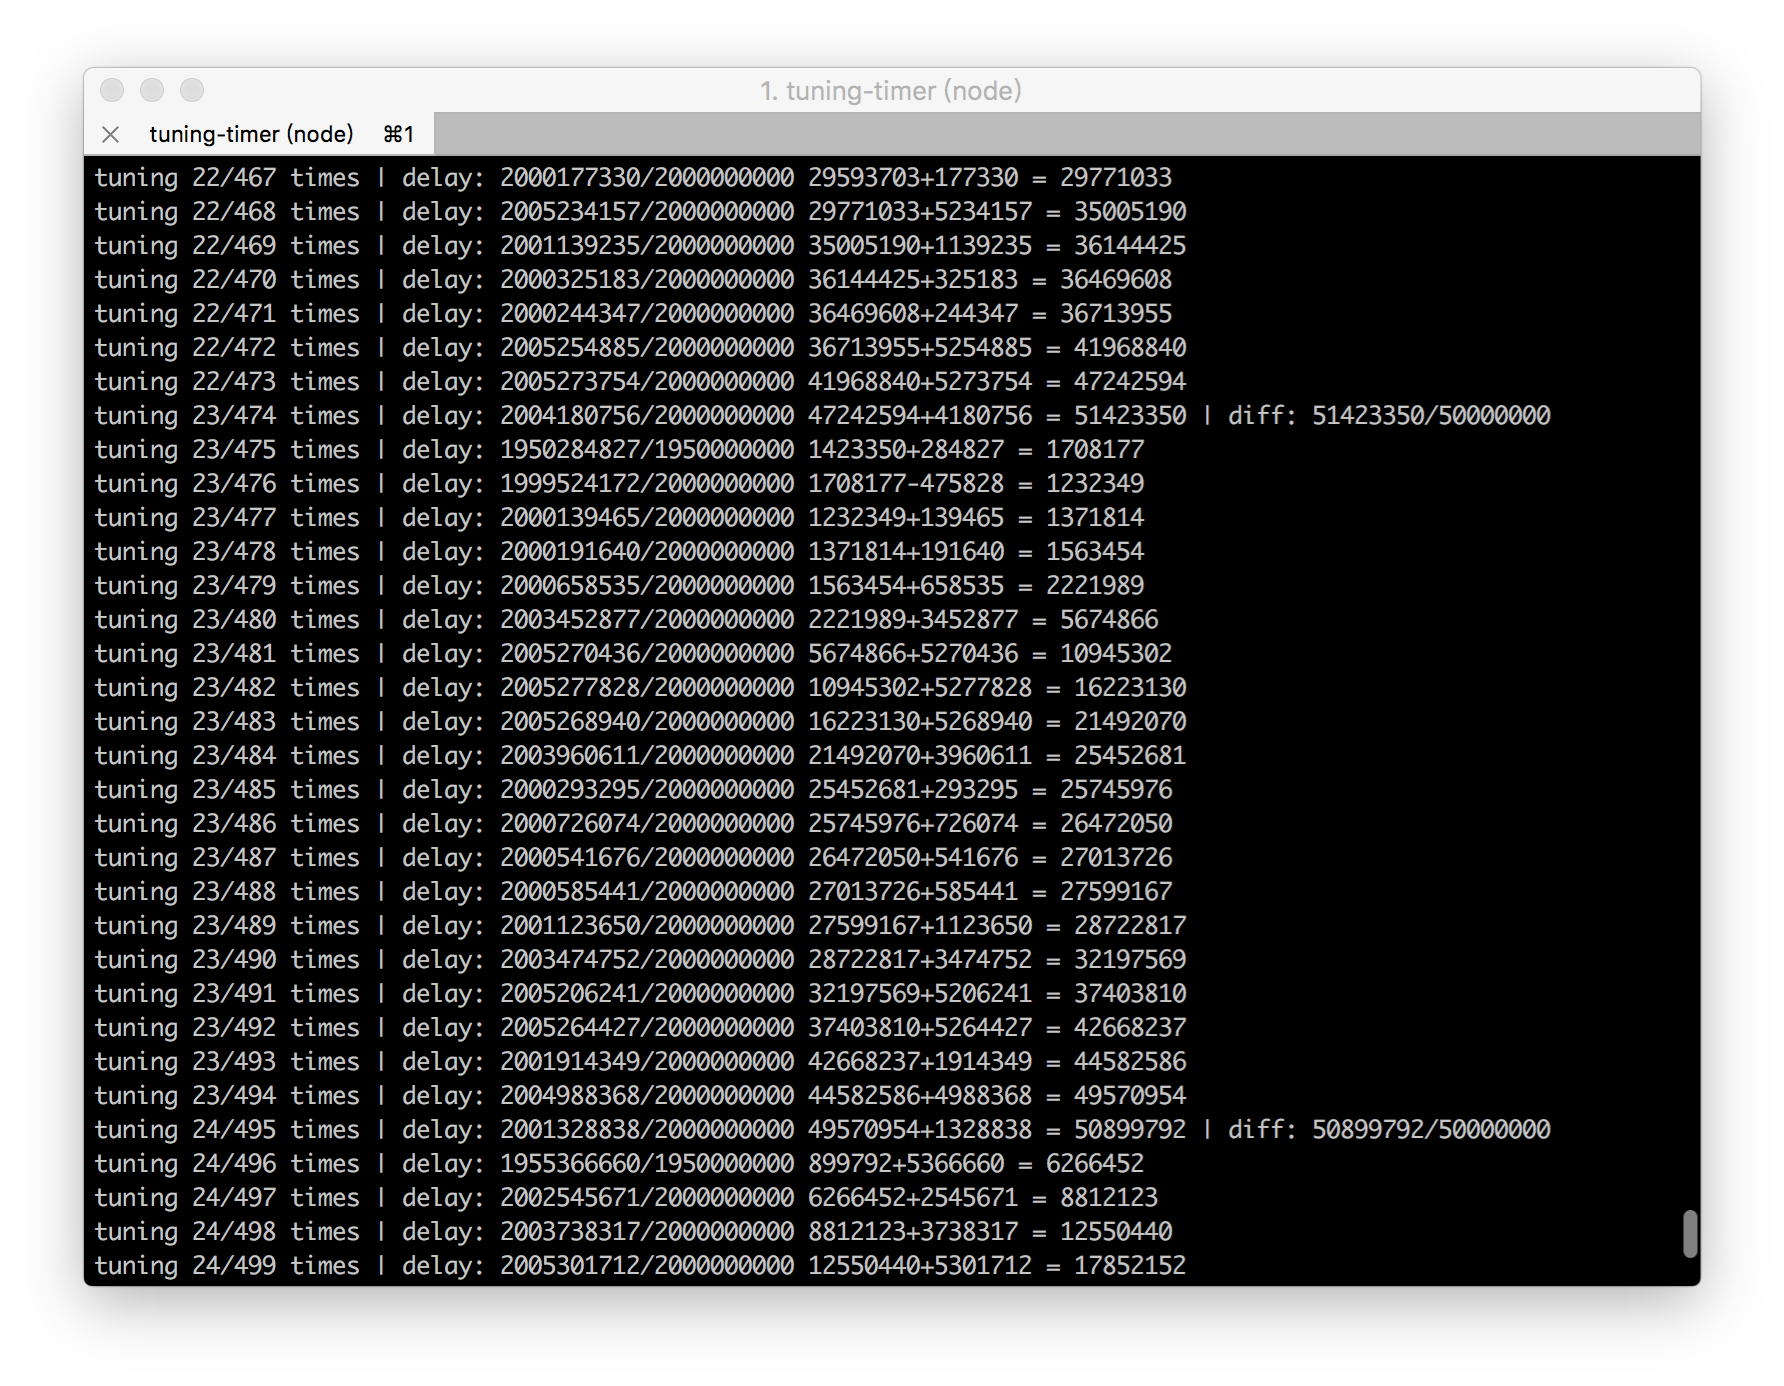 1. tuning-timer (node)
tuning-timer (node) ⌘1
tuning 22/467 times | delay: 2000177330/2000000000 29593703+177330 = 29771033
tuning 22/468 times | delay: 2005234157/2000000000 29771033+5234157 = 35005190
tuning 22/469 times | delay: 2001139235/2000000000 35005190+1139235 = 36144425
tuning 22/470 times | delay: 2000325183/2000000000 36144425+325183 = 36469608
tuning 22/471 times | delay: 2000244347/2000000000 36469608+244347 = 36713955
tuning 22/472 times | delay: 2005254885/2000000000 36713955+5254885 = 41968840
tuning 22/473 times | delay: 2005273754/2000000000 41968840+5273754 = 47242594
tuning 23/474 times | delay: 2004180756/2000000000 47242594+4180756 = 51423350 | diff: 51423350/50000000
tuning 23/475 times | delay: 1950284827/1950000000 1423350+284827 = 1708177
tuning 23/476 times | delay: 1999524172/2000000000 1708177-475828 = 1232349
tuning 23/477 times | delay: 2000139465/2000000000 1232349+139465 = 1371814
tuning 23/478 times | delay: 2000191640/2000000000 1371814+191640 = 1563454
tuning 23/479 times | delay: 2000658535/2000000000 1563454+658535 = 2221989
tuning 23/480 times | delay: 2003452877/2000000000 2221989+3452877 = 5674866
tuning 23/481 times | delay: 2005270436/2000000000 5674866+5270436 = 10945302
tuning 23/482 times | delay: 2005277828/2000000000 10945302+5277828 = 16223130
tuning 23/483 times | delay: 2005268940/2000000000 16223130+5268940 = 21492070
tuning 23/484 times | delay: 2003960611/2000000000 21492070+3960611 = 25452681
tuning 23/485 times | delay: 2000293295/2000000000 25452681+293295 = 25745976
tuning 23/486 times | delay: 2000726074/2000000000 25745976+726074 = 26472050
tuning 23/487 times | delay: 2000541676/2000000000 26472050+541676 = 27013726
tuning 23/488 times | delay: 2000585441/2000000000 27013726+585441 = 27599167
tuning 23/489 times | delay: 2001123650/2000000000 27599167+1123650 = 28722817
tuning 23/490 times | delay: 2003474752/2000000000 28722817+3474752 = 32197569
tuning 23/491 times | delay: 2005206241/2000000000 32197569+5206241 = 37403810
tuning 23/492 times | delay: 2005264427/2000000000 37403810+5264427 = 42668237
tuning 23/493 times | delay: 2001914349/2000000000 42668237+1914349 = 44582586
tuning 23/494 times | delay: 2004988368/2000000000 44582586+4988368 = 49570954
tuning 24/495 times | delay: 2001328838/2000000000 49570954+1328838 = 50899792 | diff: 50899792/50000000
tuning 24/496 times | delay: 1955366660/1950000000 899792+5366660 = 6266452
tuning 24/497 times | delay: 2002545671/2000000000 6266452+2545671 = 8812123
tuning 24/498 times | delay: 2003738317/2000000000 8812123+3738317 = 12550440
tuning 24/499 times | delay: 2005301712/2000000000 12550440+5301712 = 17852152